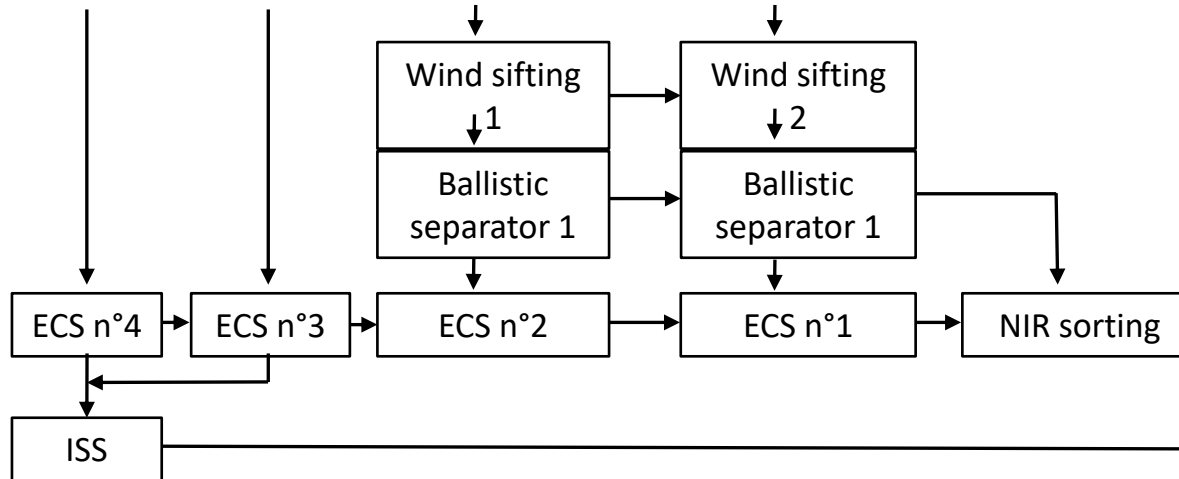 Wind sifting
1
Wind sifting
2
Ballistic
separator 1
Ballistic
separator 1
ECS n°4
ECS n°3
ECS n°2
ECS n°1
NIR sorting
ISS